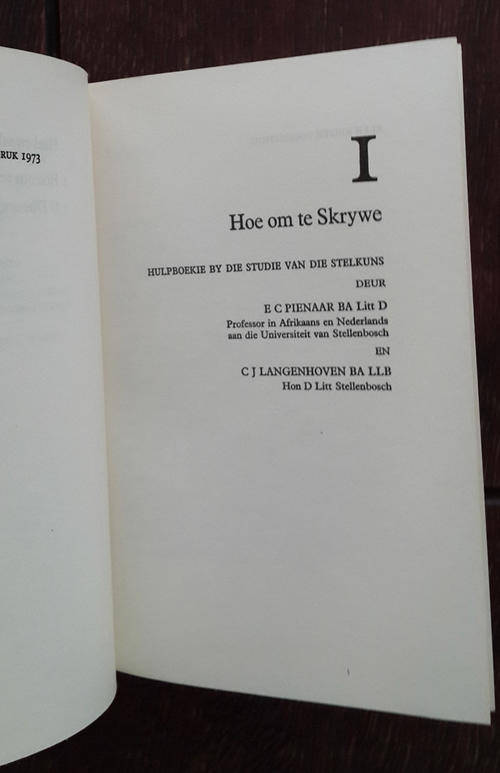 RUK 1973
I
Hoe om te Skrywe
HULPBOEKIE BY DIE STUDIE VAN DIE STELKUNS
DEUR
E C PIENAAR BA Litt D
Professor in Afrikaans en Nederlands
aan die Universiteit van Stellenbosch
EN
C J LANGENHOVEN BA LLB
Hon D Litt Stellenbosch